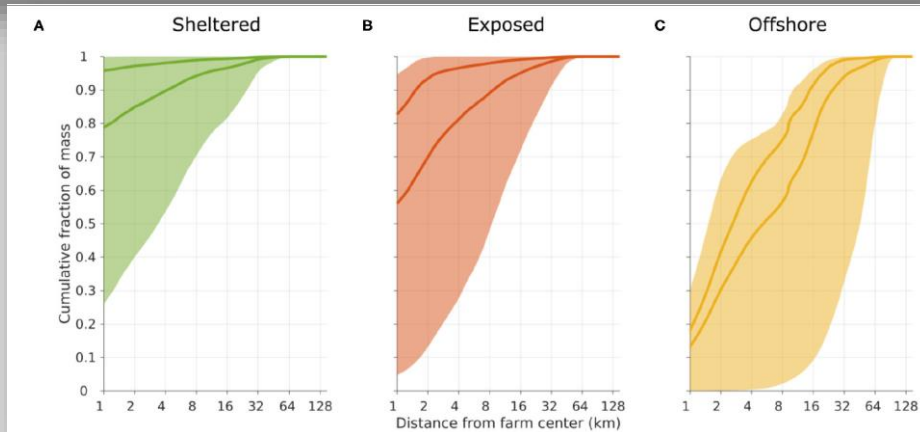 A Sheltered B Exposed C Offshore
Cumulative fraction of mass
1
0.9
0.8
0.7
0.6
0.5
0.4
0.3
0.2
0.1
0
1 2 4 8 16 32 64 128 1 2 4 8 16 32 64 128 1 2 4 8 16 32 64 128
Distance from farm center (km)